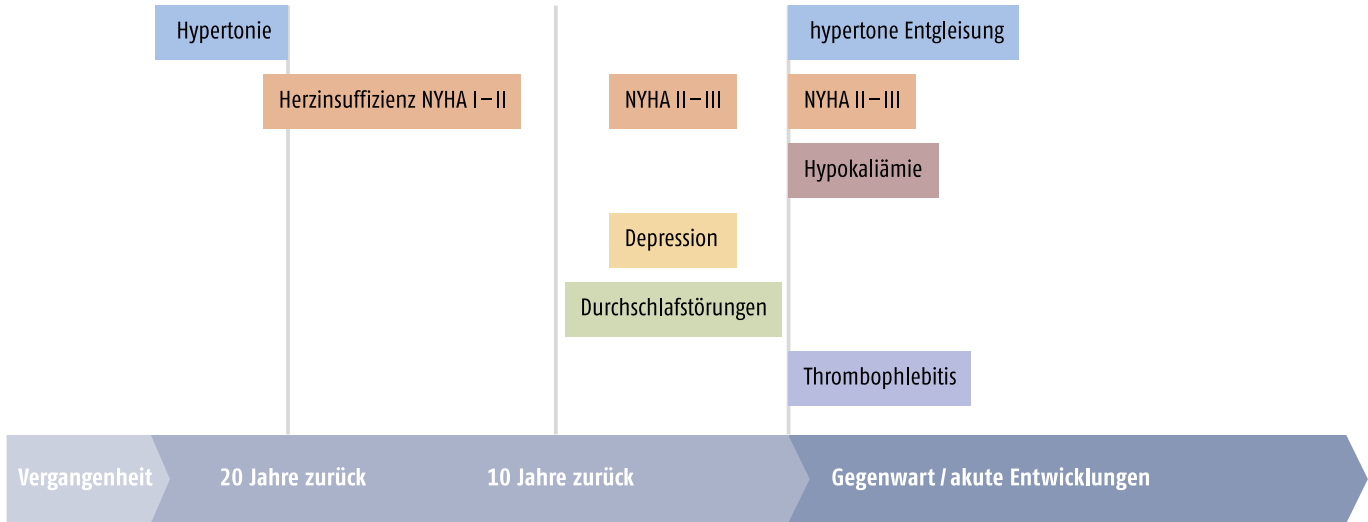 Hypertonie
hypertone Entgleisung
Herzinsuffizienz NYHA I–II
NYHA II–III
NYHA II–III
Hypokaliämie
Depression
Durchschlafstörungen
Thrombophlebitis
Vergangenheit
20 Jahre zurück
10 Jahre zurück
Gegenwart / akute Entwicklungen